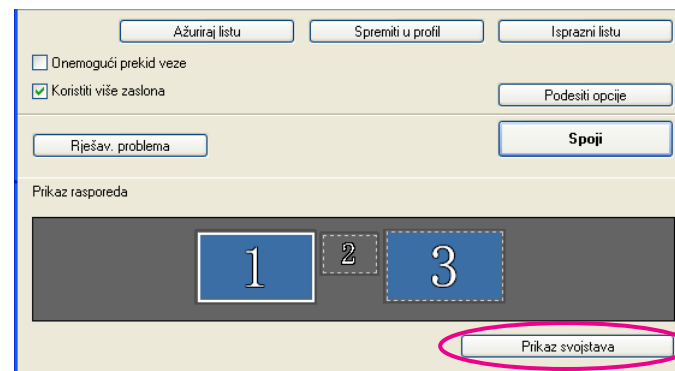 Ažuriraj listu Spremiti u profil Isprazni listu
Onemogući prekid veze
Koristiti više zaslona
Podesiti opcije
Rješav. problema Spoji
Prikaz rasporeda
1 2 3
Prikaz svojstava